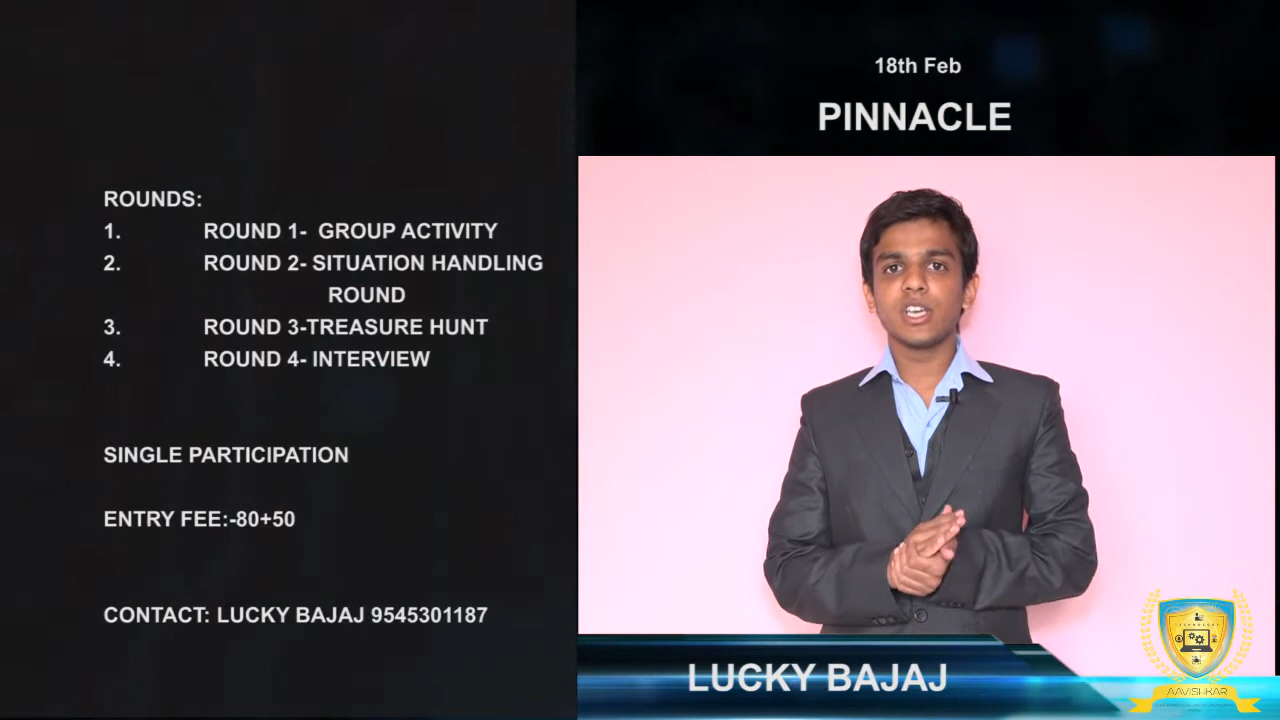 ROUNDS:
1. ROUND 1- GROUP ACTIVITY
2. ROUND 2- SITUATION HANDLING
ROUND
3. ROUND 3-TREASURE HUNT
4. ROUND 4- INTERVIEW
SINGLE PARTICIPATION
ENTRY FEE:-80+50
CONTACT: LUCKY BAJAJ 9545301187
18th Feb
PINNACLE
LUCKY BAJAJ
TECHNOLOGY
AAVISHKAR